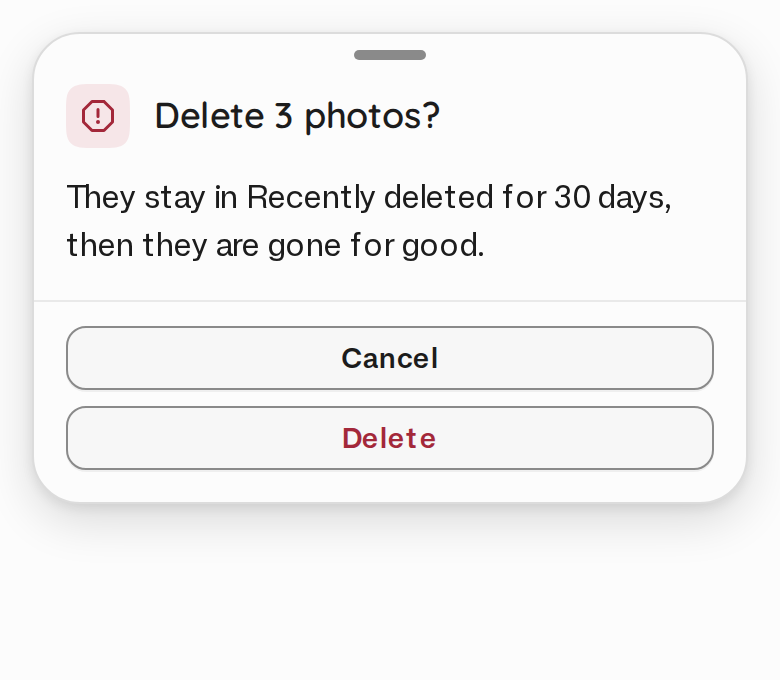 Delete 3 photos?
They stay in Recently deleted for 30 days,
then they are gone for good.
Cancel
Delete